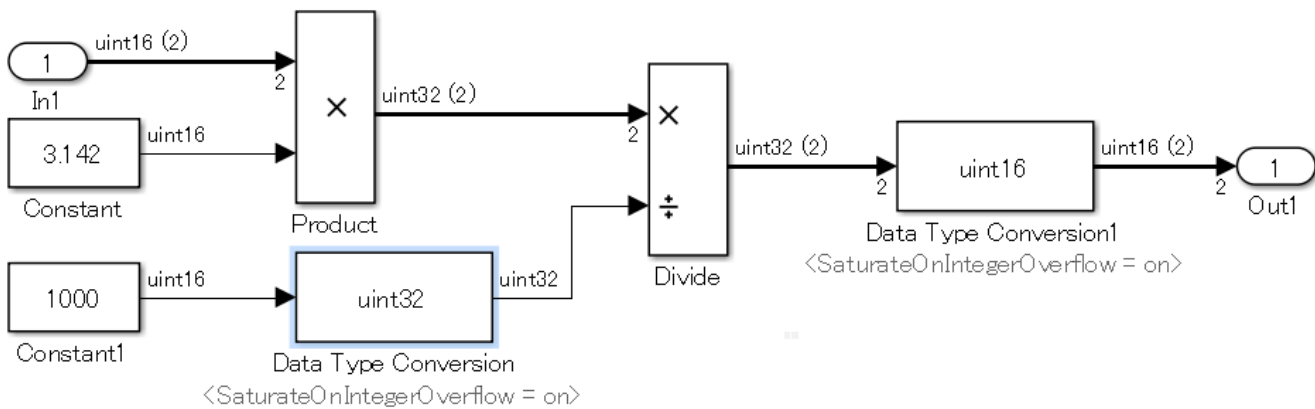 1
In1
uint16 (2)
2
3.142
Constant
uint16
×
Product
uint32 (2)
2
1000
Constant1
uint16
uint32
Data Type Conversion
<SaturateOnIntegerOverflow = on>
uint32
×
÷
Divide
uint32 (2)
2
uint16
Data Type Conversion1
<SaturateOnIntegerOverflow = on>
uint16 (2)
2
1
Out1